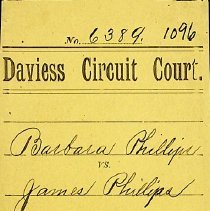 No. 6389. 1096
Daviess Circuit Court.
Barbara Phillips
VS.
James Phillips